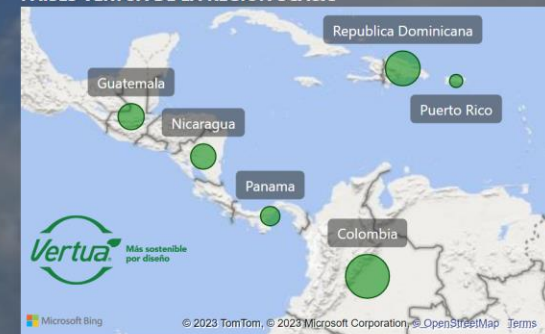 Republica Dominicana
Guatemala
Puerto Rico
Nicaragua
Panama
Colombia
Vertua
Más sostenible
por diseño
Microsoft Bing
© 2023 TomTom, © 2023 Microsoft Corporation, © OpenStreetMap Terms